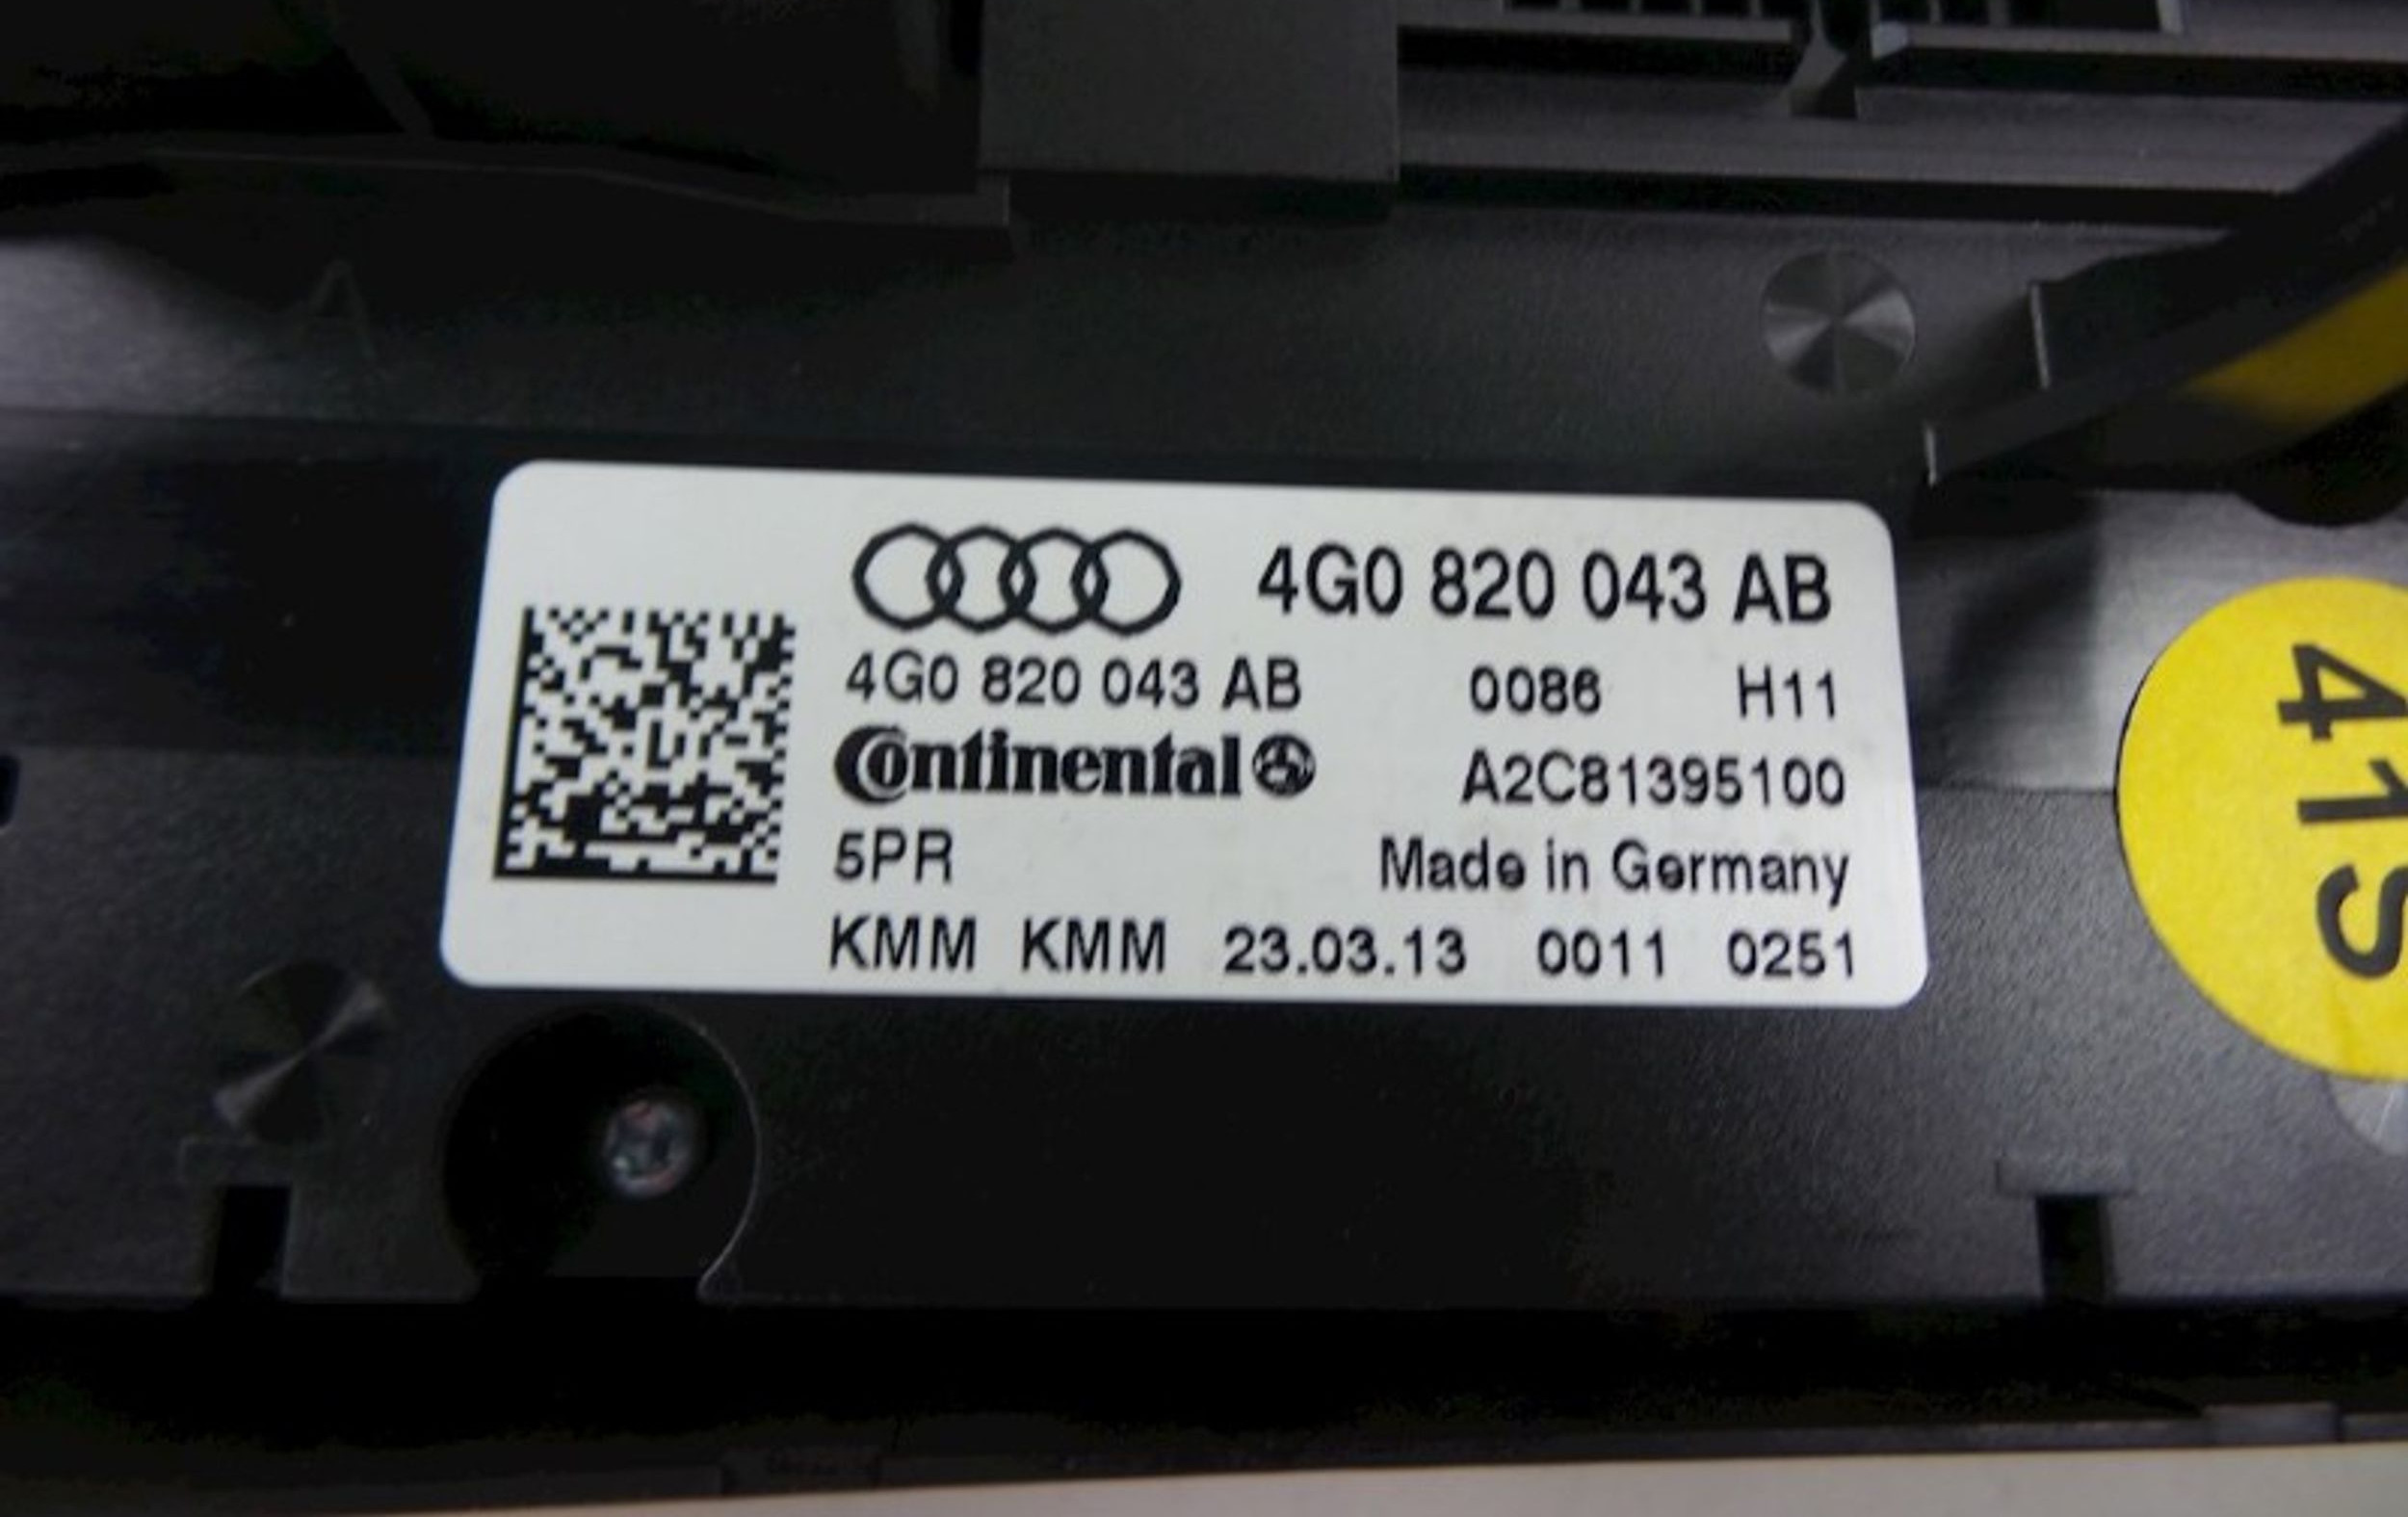 4G0 820 043 AB
4G0 820 043 AB 0086 H11
Continental A2C81395100
5PR Made in Germany
KMM KMM 23.03.13 0011 0251
41S
A